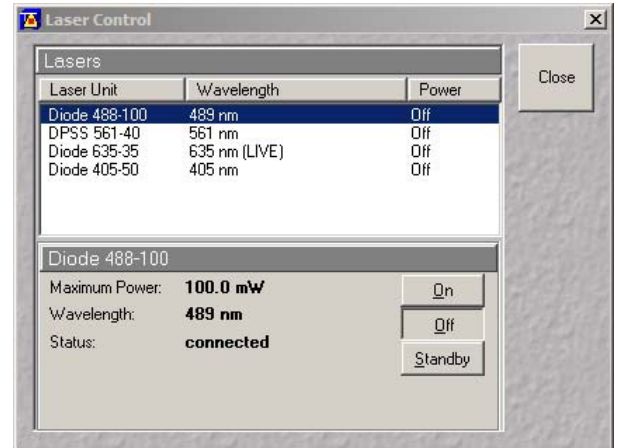 Laser Control
Lasers
Close
Laser Unit Wavelength Power
Diode 488-100 489 nm Off
DPSS 561-40 561 nm Off
Diode 635-35 635 nm (LIVE) Off
Diode 405-50 405 nm Off
Diode 488-100
Maximum Power: 100.0 mW On
Wavelength: 489 nm Off
Status: connected Standby